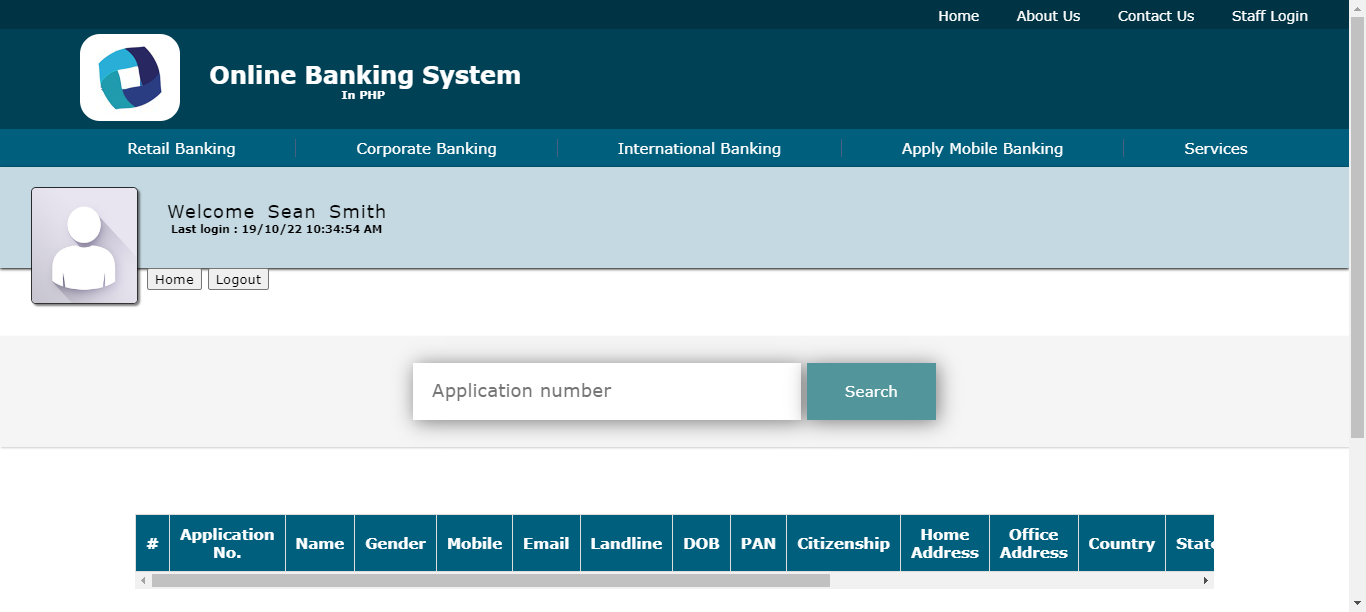 Home About Us Contact Us Staff Login
Online Banking System
In PHP
Retail Banking Corporate Banking International Banking Apply Mobile Banking Services
Welcome Sean Smith
Last login : 19/10/22 10:34:54 AM
Home Logout
Application number Search
# Application No. Name Gender Mobile Email Landline DOB PAN Citizenship Home Address Office Address Country State